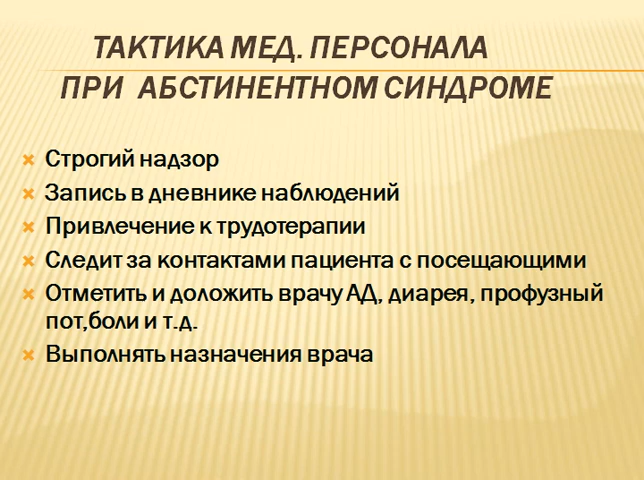 ТАКТИКА МЕД. ПЕРСОНАЛА
ПРИ АБСТИНЕНТНОМ СИНДРОМЕ
Строгий надзор
Запись в дневнике наблюдений
Привлечение к трудотерапии
Следит за контактами пациента с посещающими
Отметить и доложить врачу АД, диарея, профузный
пот,боли и т.д.
Выполнять назначения врача